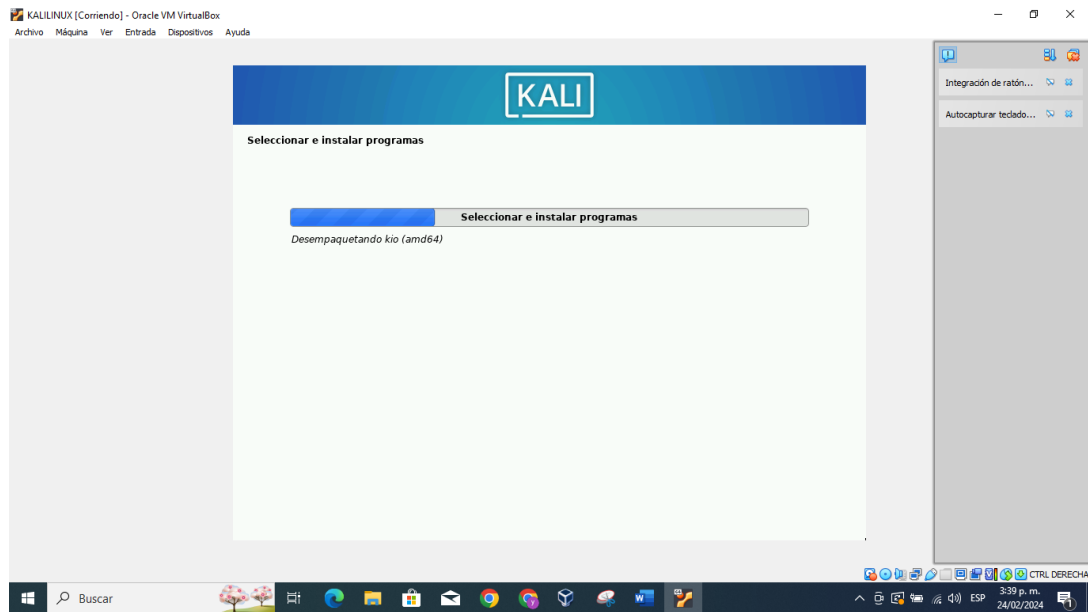 KALILINUX [Corriendo] - Oracle VM VirtualBox
Archivo Máquina Ver Entrada Dispositivos Ayuda
Integración de ratón...
Autocapturar teclado...
KALI
Seleccionar e instalar programas
Seleccionar e instalar programas
Desempaquetando kio (amd64)
CTRL DERECHA
Buscar
ESP
3:39 p. m.
24/02/2024